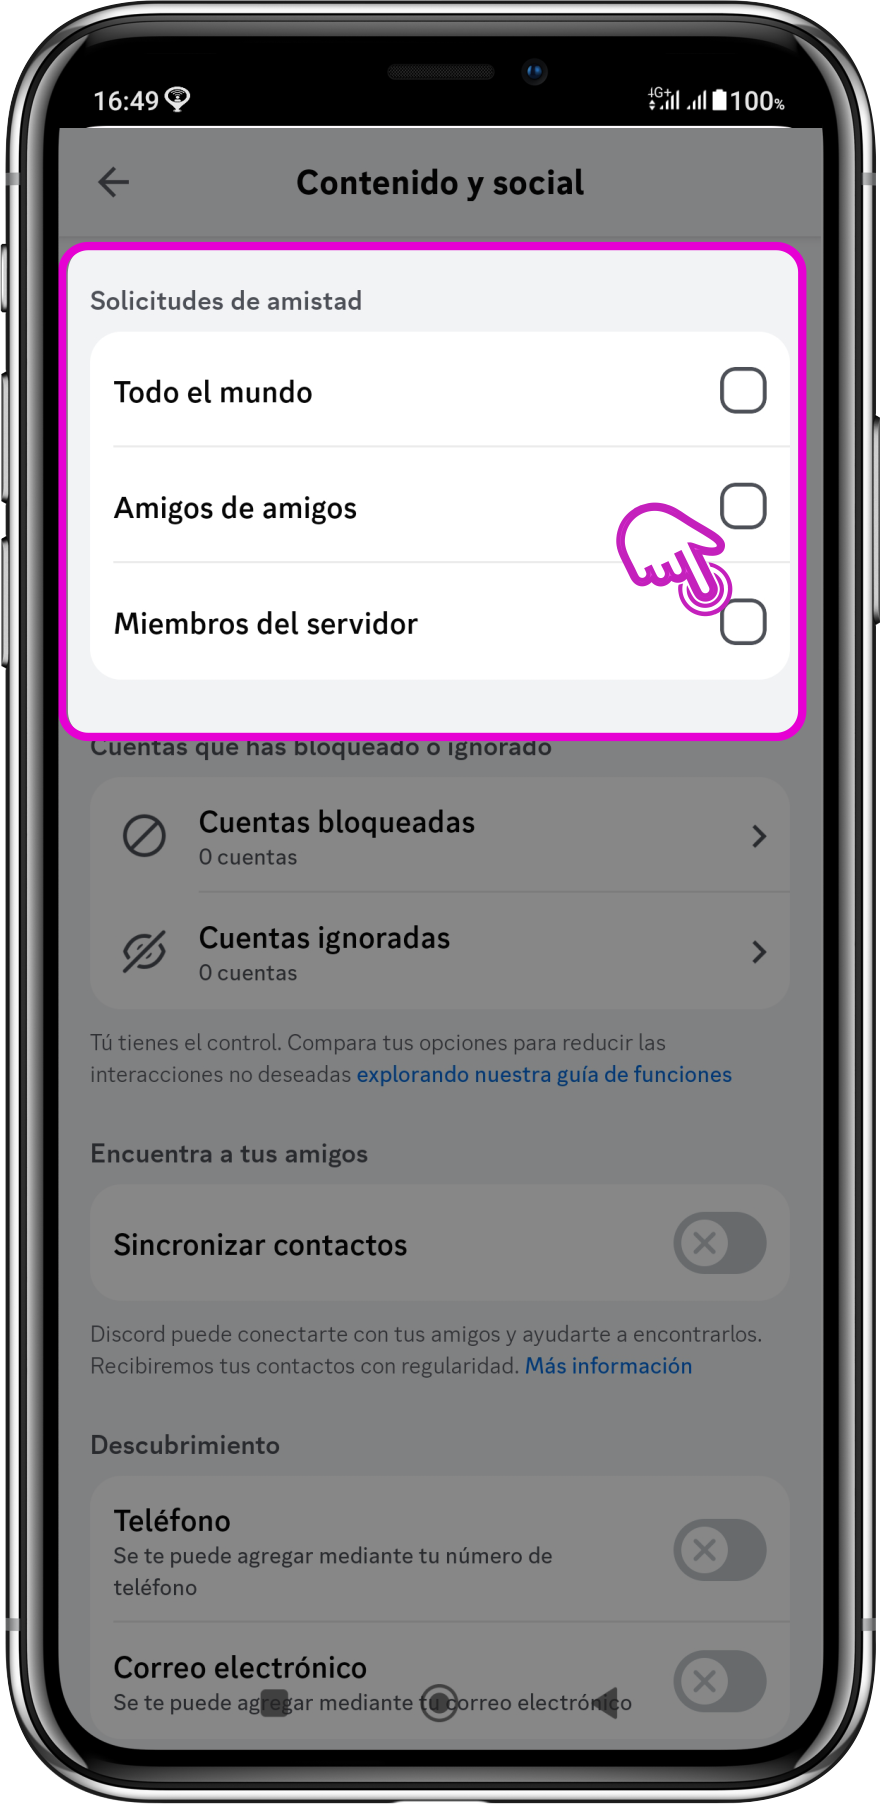 16:49
4G+ 100%
Contenido y social
Solicitudes de amistad
Todo el mundo
Amigos de amigos
Miembros del servidor
Cuentas que has bloqueado o ignorado
Cuentas bloqueadas
0 cuentas
Cuentas ignoradas
0 cuentas
Tú tienes el control. Compara tus opciones para reducir las
interacciones no deseadas explorando nuestra guía de funciones
Encuentra a tus amigos
Sincronizar contactos
Discord puede conectarte con tus amigos y ayudarte a encontrarlos.
Recibiremos tus contactos con regularidad. Más información
Descubrimiento
Teléfono
Se te puede agregar mediante tu número de
teléfono
Correo electrónico
Se te puede agregar mediante tu correo electrónico